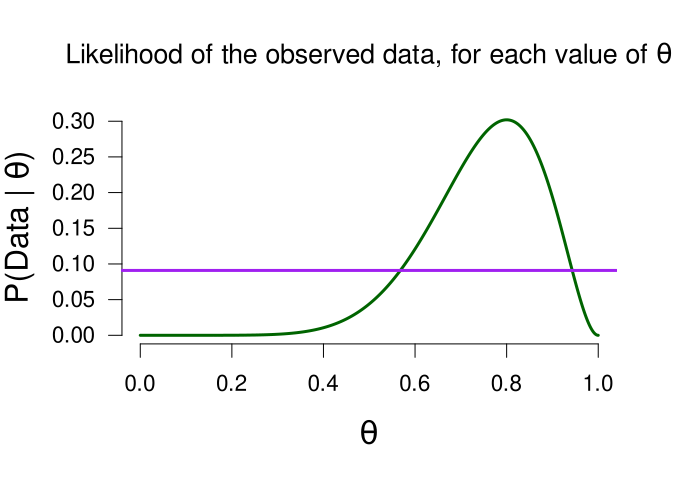 Likelihood of the observed data, for each value of θ
P(Data | θ)
0.30
0.25
0.20
0.15
0.10
0.05
0.00
0.0 0.2 0.4 0.6 0.8 1.0
θ